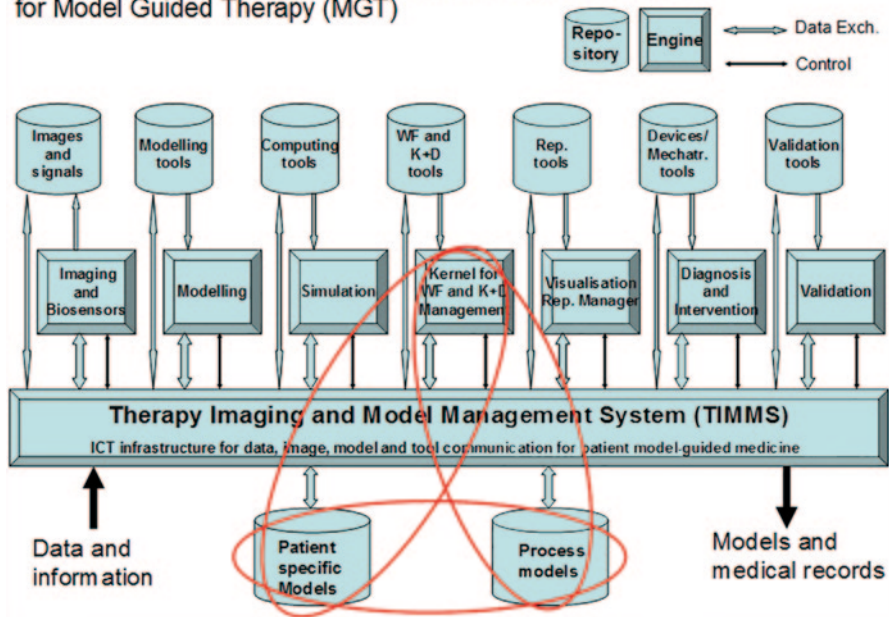 for Model Guided Therapy (MGT)
Repo-
sitory
Engine
Data Exch.
Control
Images
and
signals
Modelling
tools
Computing
tools
WF and
K+D
tools
Rep.
tools
Devices/
Mechatr.
tools
Validation
tools
Imaging
and
Biosensors
Modelling
Simulation
Kernel for
WF and K+D
Management
Visualisation
Rep. Manager
Diagnosis
and
Intervention
Validation
Therapy Imaging and Model Management System (TIMMS)
ICT infrastructure for data, image, model and tool communication for patient model-guided medicine
Data and
information
Patient
specific
Models
Process
models
Models and
medical records